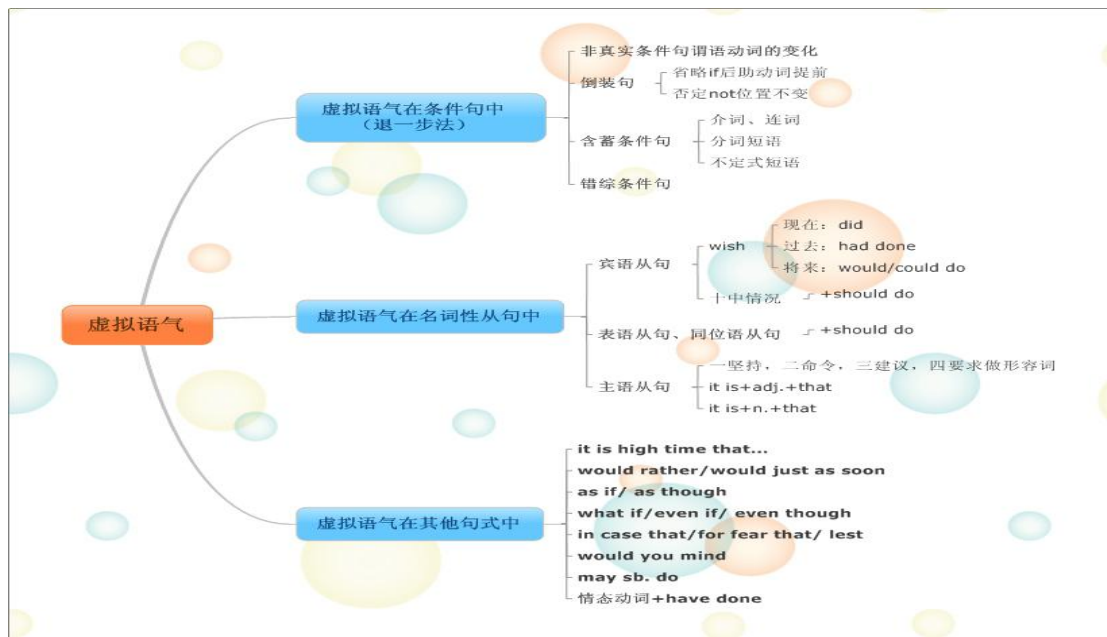 虚拟语气
虚拟语气在条件句中
（退一步法）
非真实条件句谓语动词的变化
倒装句
省略if后助动词提前
否定not位置不变
含蓄条件句
介词、连词
分词短语
不定式短语
错综条件句
虚拟语气在名词性从句中
宾语从句
wish
现在：did
过去：had done
将来：would/could do
十中情况
+should do
表语从句、同位语从句
+should do
主语从句
一坚持，二命令，三建议，四要求做形容词
it is+adj.+that
it is+n.+that
虚拟语气在其他句式中
it is high time that...
would rather/would just as soon
as if/ as though
what if/even if/ even though
in case that/for fear that/ lest
would you mind
may sb. do
情态动词+have done